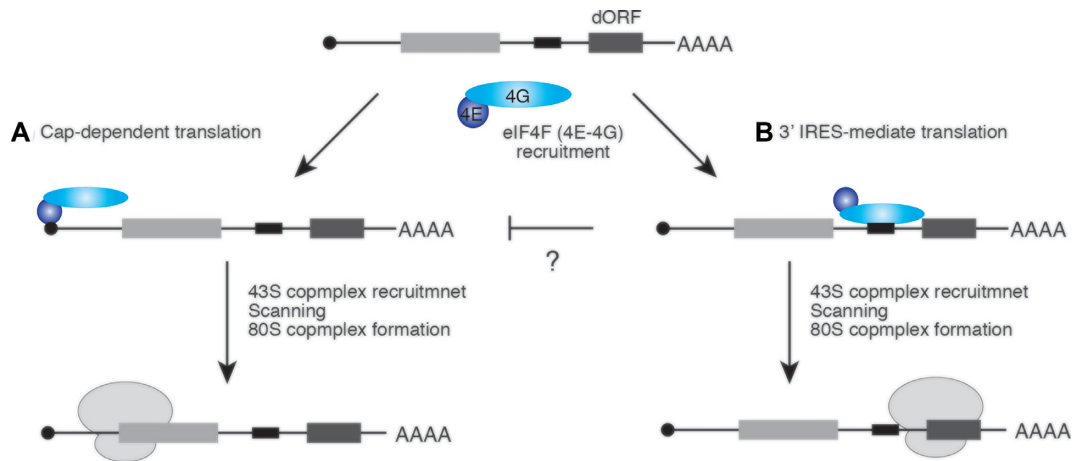 dORF
AAAA
4G
4E
A Cap-dependent translation
eIF4F (4E-4G)
recruitment
B 3' IRES-mediate translation
AAAA
AAAA
?
43S copmplex recruitmnet
Scanning
80S copmplex formation
43S copmplex recruitmnet
Scanning
80S copmplex formation
AAAA
AAAA